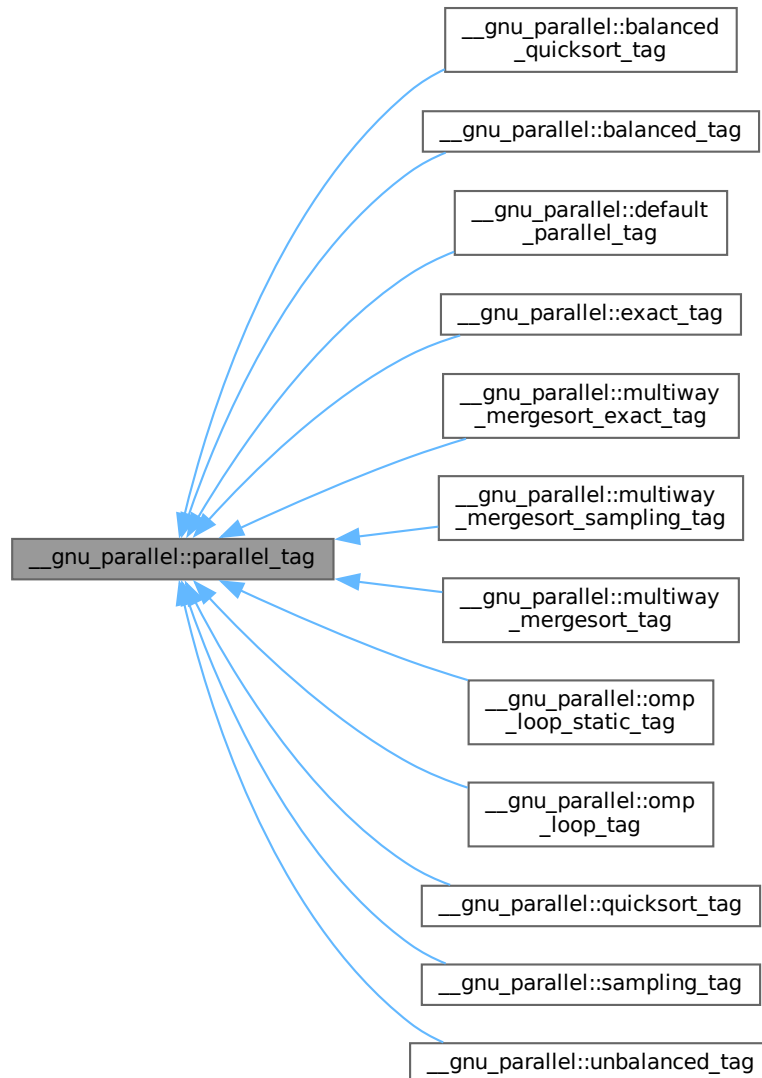 __gnu_parallel::balanced
_quicksort_tag
__gnu_parallel::balanced_tag
__gnu_parallel::default
_parallel_tag
__gnu_parallel::exact_tag
__gnu_parallel::multiway
_mergesort_exact_tag
__gnu_parallel::multiway
_mergesort_sampling_tag
__gnu_parallel::parallel_tag
__gnu_parallel::multiway
_mergesort_tag
__gnu_parallel::omp
_loop_static_tag
__gnu_parallel::omp
_loop_tag
__gnu_parallel::quicksort_tag
__gnu_parallel::sampling_tag
__gnu_parallel::unbalanced_tag